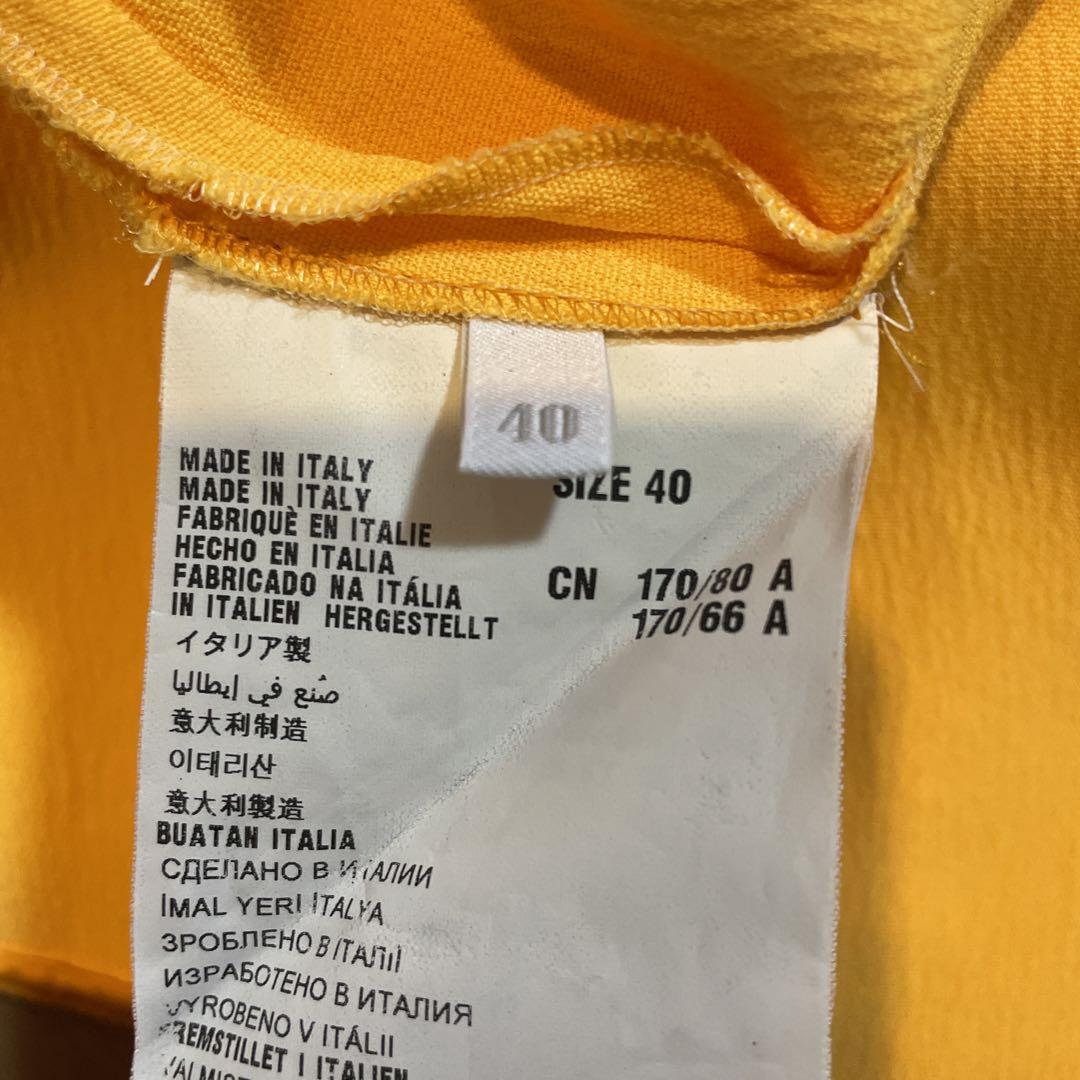 40
SIZE 40
CN 170/80 A
170/66 A
MADE IN ITALY
MADE IN ITALY
FABRIQUÈ EN ITALIE
HECHO EN ITALIA
FABRICADO NA ITÁLIA
IN ITALIEN HERGESTELLT
イタリア製
صُنع في إيطاليا
意大利制造
이태리산
意大利製造
BUATAN ITALIA
СДЕЛАНО В ИТАЛИИ
IMAL YERI ITALYA
ЗРОБЛЕНО В ІТАЛІЇ
ИЗРАБОТЕНО В ИТАЛИЯ
VYROBENO V ITÁLII
FREMSTILLET I ITALIEN